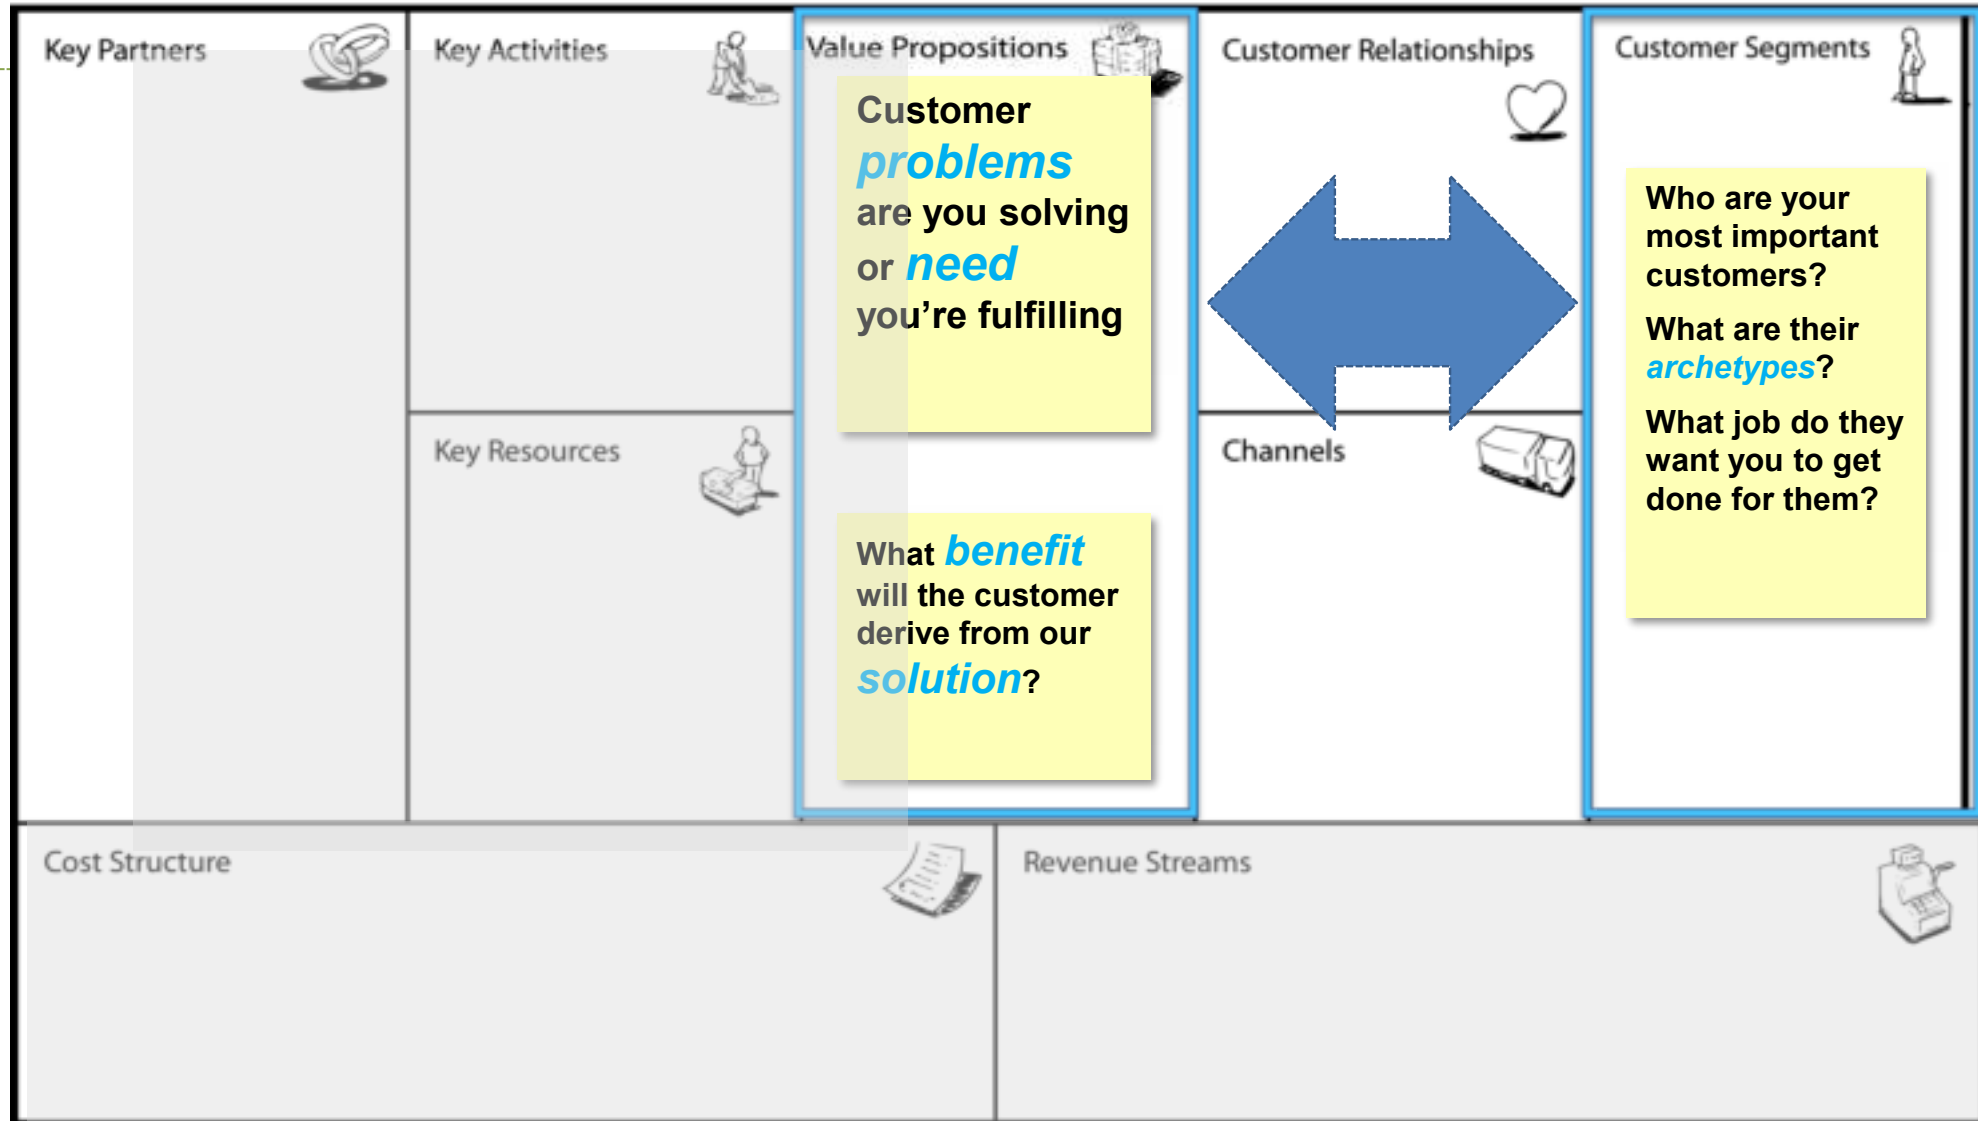 Key Partners
Key Activities
Value Propositions
Customer
problems
are you solving
or need
you’re fulfilling
What benefit
will the customer
derive from our
solution?
Customer Relationships
Customer Segments
Who are your
most important
customers?
What are their
archetypes?
What job do they
want you to get
done for them?
Key Resources
Channels
Cost Structure
Revenue Streams